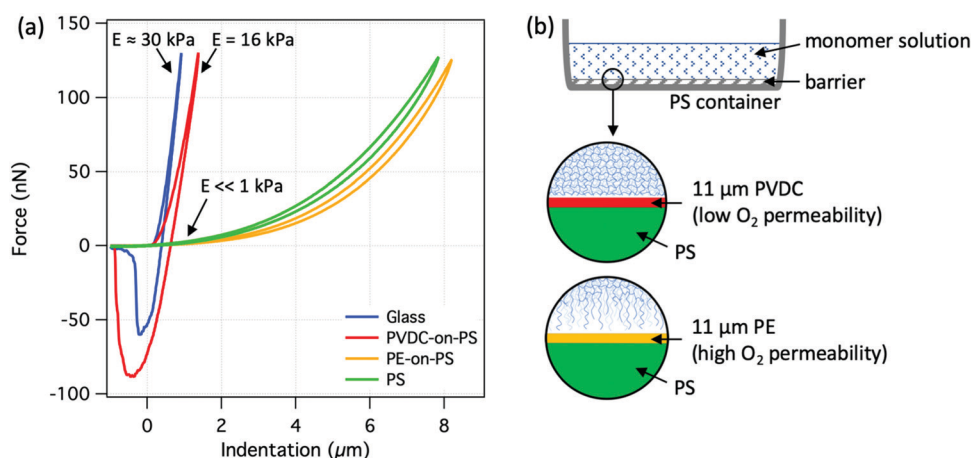 (a)
150
100
50
0
-50
-100
Force (nN)
E ≈ 30 kPa
E = 16 kPa
E << 1 kPa
Glass
PVDC-on-PS
PE-on-PS
PS
0
2
4
6
8
Indentation (µm)
(b)
monomer solution
barrier
PS container
11 µm PVDC
(low O₂ permeability)
PS
11 µm PE
(high O₂ permeability)
PS